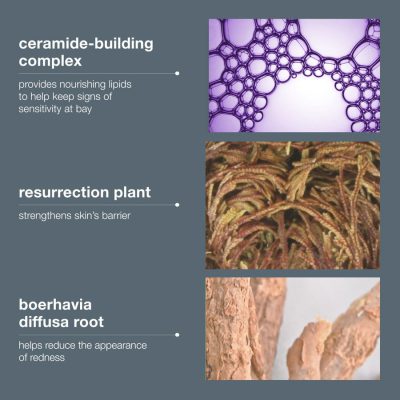 ceramide-building
complex
provides nourishing lipids
to help keep signs of
sensitivity at bay
resurrection plant
strengthens skin's barrier
boerhavia
diffusa root
helps reduce the appearance
of redness